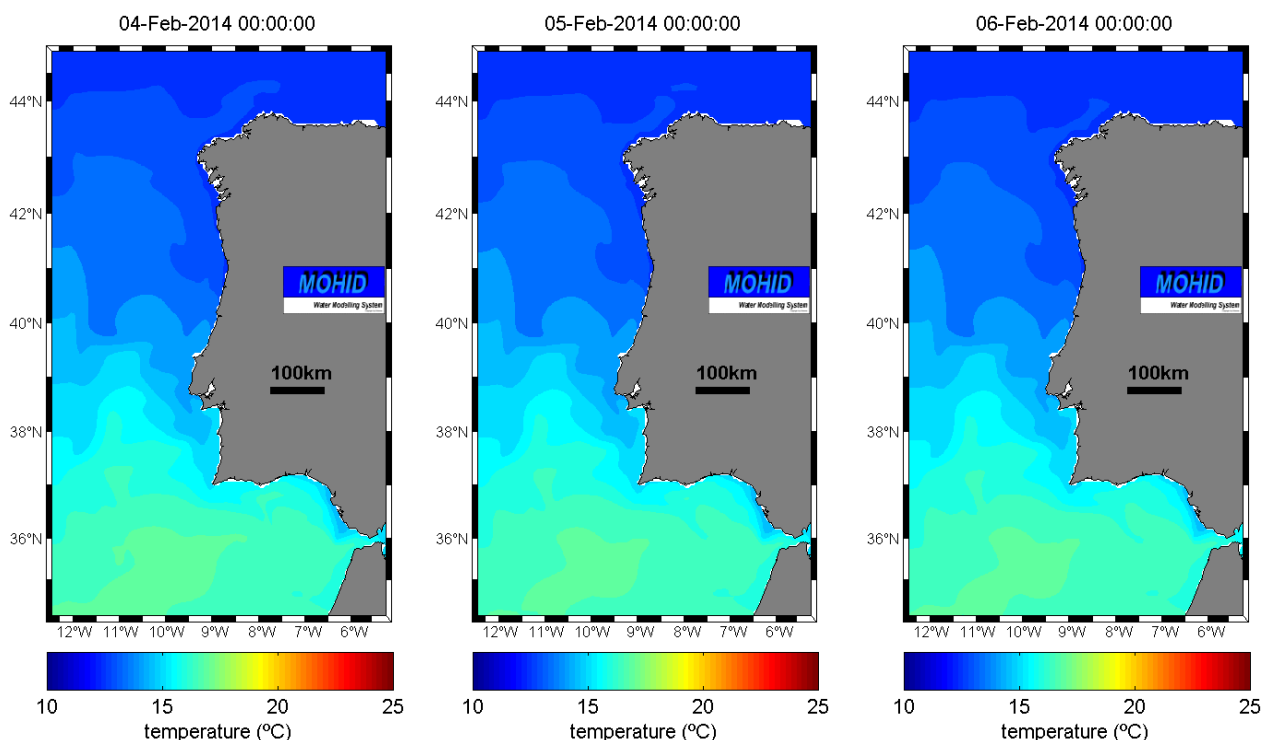 04-Feb-2014 00:00:00
44°N
42°N
40°N
38°N
36°N
12°W 11°W 10°W 9°W 8°W 7°W 6°W
MOHID
Water Modelling System
100km
10 15 20 25
temperature (ºC)
05-Feb-2014 00:00:00
44°N
42°N
40°N
38°N
36°N
12°W 11°W 10°W 9°W 8°W 7°W 6°W
MOHID
Water Modelling System
100km
10 15 20 25
temperature (ºC)
06-Feb-2014 00:00:00
44°N
42°N
40°N
38°N
36°N
12°W 11°W 10°W 9°W 8°W 7°W 6°W
MOHID
Water Modelling System
100km
10 15 20 25
temperature (ºC)